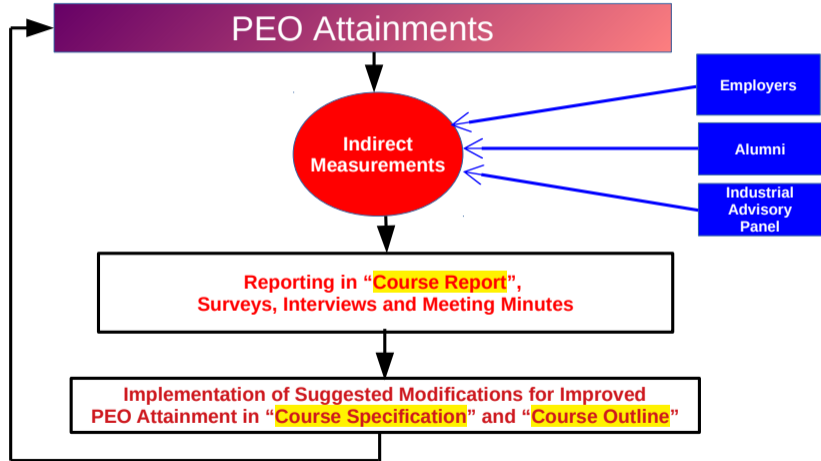 PEO Attainments
Employers
Indirect
Measurements
Alumni
Industrial
Advisory
Panel
Reporting in “Course Report”,
Surveys, Interviews and Meeting Minutes
Implementation of Suggested Modifications for Improved
PEO Attainment in “Course Specification” and “Course Outline”